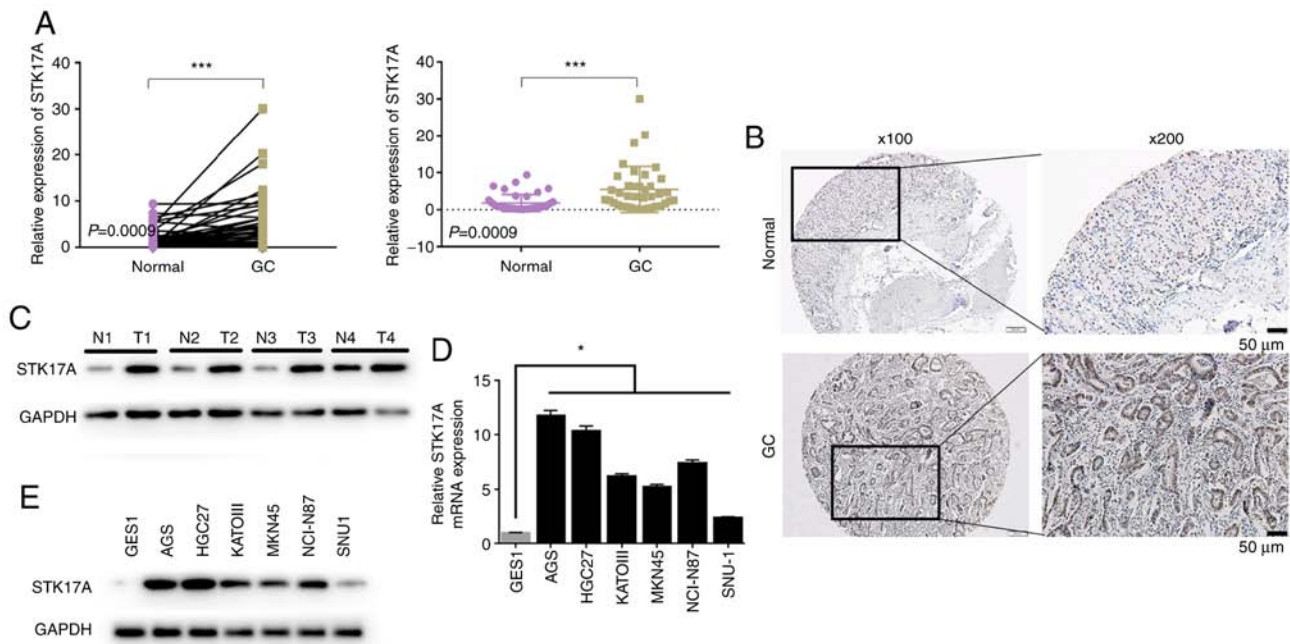 A
Relative expression of STK17A
40
30
20
10
0
***
P=0.0009
Normal
GC
Relative expression of STK17A
40
30
20
10
0
−10
***
P=0.0009
Normal
GC
B
x100
x200
Normal
50 µm
GC
50 µm
C
N1 T1 N2 T2 N3 T3 N4 T4
STK17A
GAPDH
D
Relative STK17A
mRNA expression
15
10
5
0
*
GES1
AGS
HGC27
KATOIII
MKN45
NCI-N87
SNU-1
E
GES1
AGS
HGC27
KATOIII
MKN45
NCI-N87
SNU1
STK17A
GAPDH